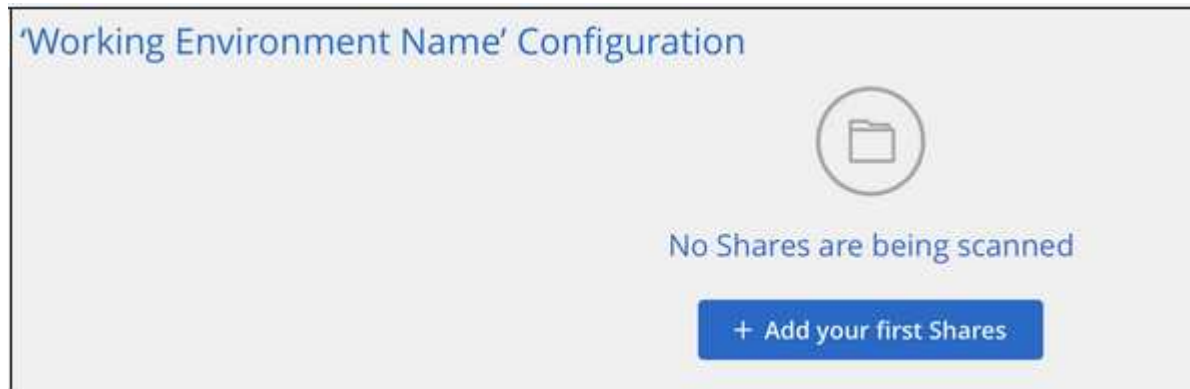 ‘Working Environment Name’ Configuration
No Shares are being scanned
+ Add your first Shares